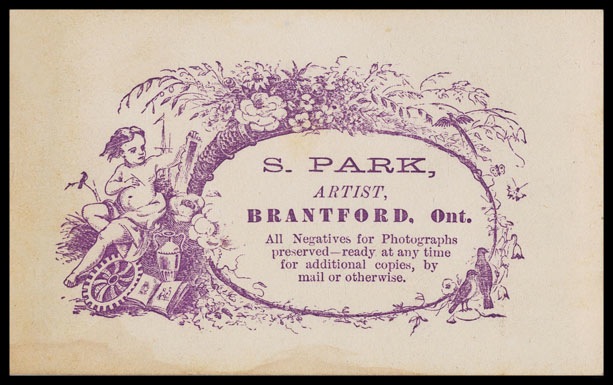 S. PARK,
ARTIST,
BRANTFORD, Ont.
All Negatives for Photographs
preserved—ready at any time
for additional copies, by
mail or otherwise.